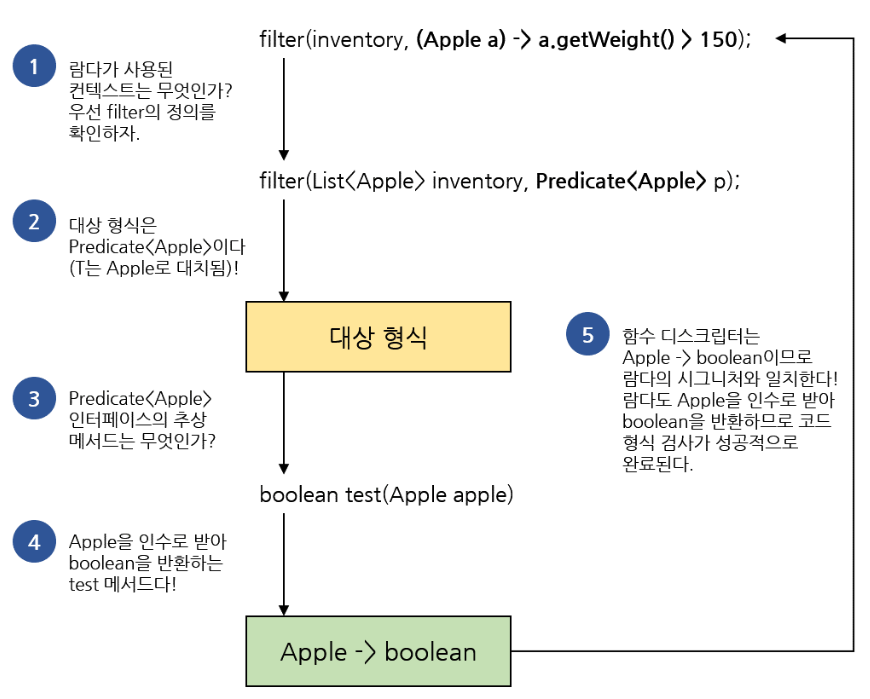 filter(inventory, (Apple a) -> a.getWeight() > 150);
1
람다가 사용된
컨텍스트는 무엇인가?
우선 filter의 정의를
확인하자.
filter(List<Apple> inventory, Predicate<Apple> p);
2
대상 형식은
Predicate<Apple>이다
(T는 Apple로 대치됨)!
대상 형식
3
Predicate<Apple>
인터페이스의 추상
메서드는 무엇인가?
boolean test(Apple apple)
4
Apple을 인수로 받아
boolean을 반환하는
test 메서드다!
Apple -> boolean
5
함수 디스크립터는
Apple -> boolean이므로
람다의 시그니처와 일치한다!
람다도 Apple을 인수로 받아
boolean을 반환하므로 코드
형식 검사가 성공적으로
완료된다.